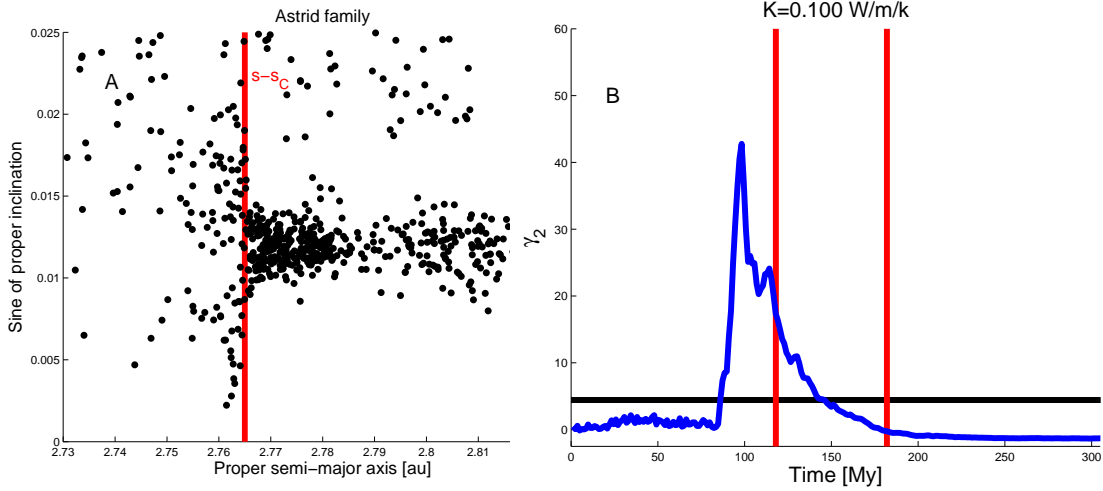 Astrid family
0.025
0.02
0.015
0.01
0.005
0
Sine of proper inclination
A
s−s_C
2.73 2.74 2.75 2.76 2.77 2.78 2.79 2.8 2.81
Proper semi−major axis [au]
K=0.100 W/m/k
60
50
40
30
20
10
0
γ_2
B
0 50 100 150 200 250 300
Time [My]